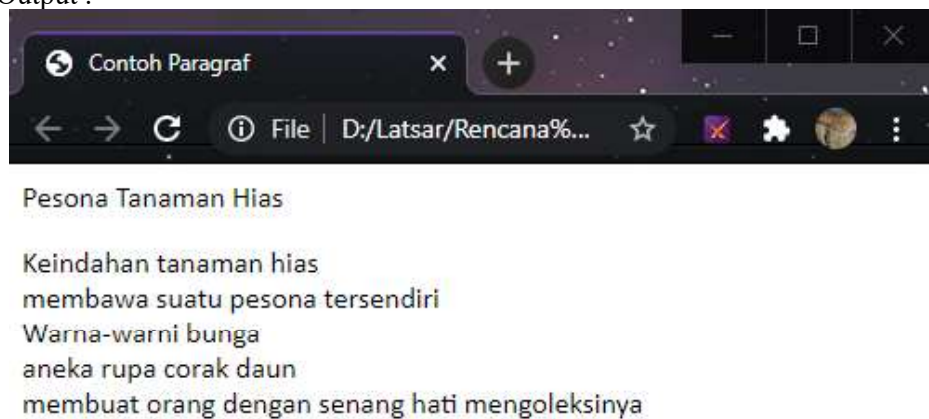 Output :
Contoh Paragraf
File | D:/Latsar/Rencana%...
Pesona Tanaman Hias
Keindahan tanaman hias
membawa suatu pesona tersendiri
Warna-warni bunga
aneka rupa corak daun
membuat orang dengan senang hati mengoleksinya